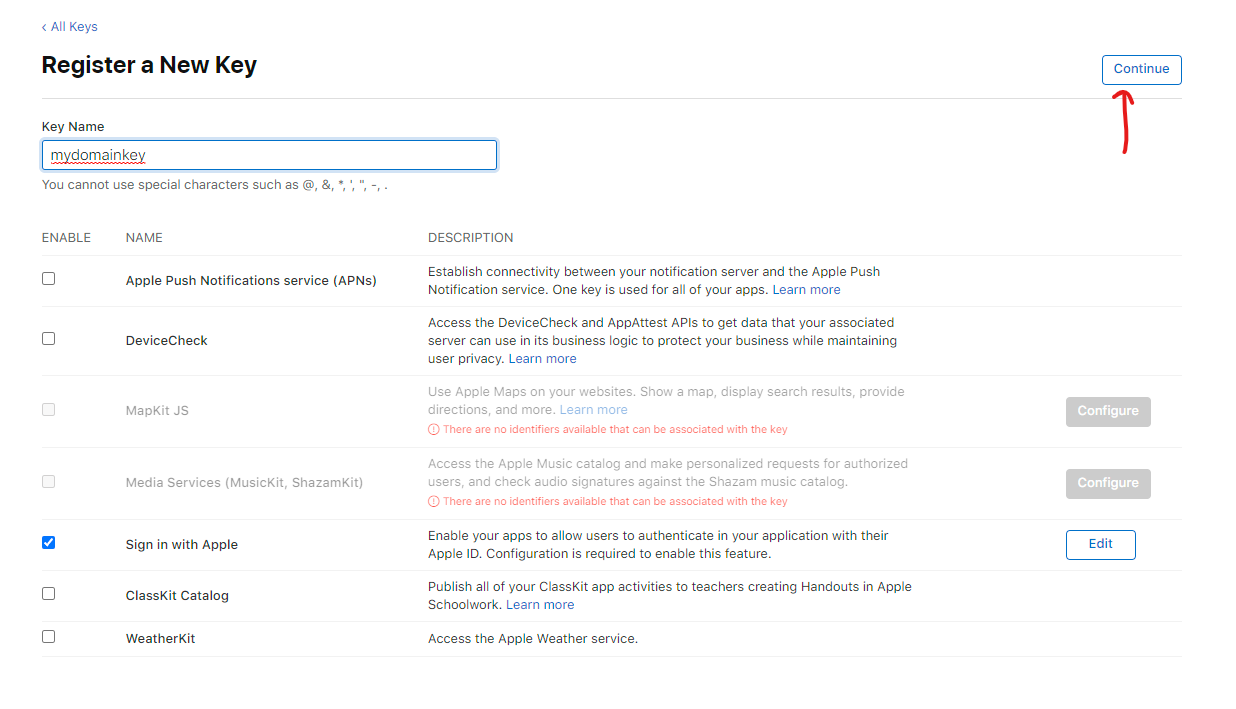 ‹ All Keys
Register a New Key
Continue
Key Name
mydomainkey
You cannot use special characters such as @, &, *, ', ", -, .
ENABLE NAME DESCRIPTION
Apple Push Notifications service (APNs)
Establish connectivity between your notification server and the Apple Push
Notification service. One key is used for all of your apps. Learn more
DeviceCheck
Access the DeviceCheck and AppAttest APIs to get data that your associated
server can use in its business logic to protect your business while maintaining
user privacy. Learn more
MapKit JS
Use Apple Maps on your websites. Show a map, display search results, provide
directions, and more. Learn more
There are no identifiers available that can be associated with the key
Configure
Media Services (MusicKit, ShazamKit)
Access the Apple Music catalog and make personalized requests for authorized
users, and check audio signatures against the Shazam music catalog.
There are no identifiers available that can be associated with the key
Configure
Sign in with Apple
Enable your apps to allow users to authenticate in your application with their
Apple ID. Configuration is required to enable this feature.
Edit
ClassKit Catalog
Publish all of your ClassKit app activities to teachers creating Handouts in Apple
Schoolwork. Learn more
WeatherKit
Access the Apple Weather service.